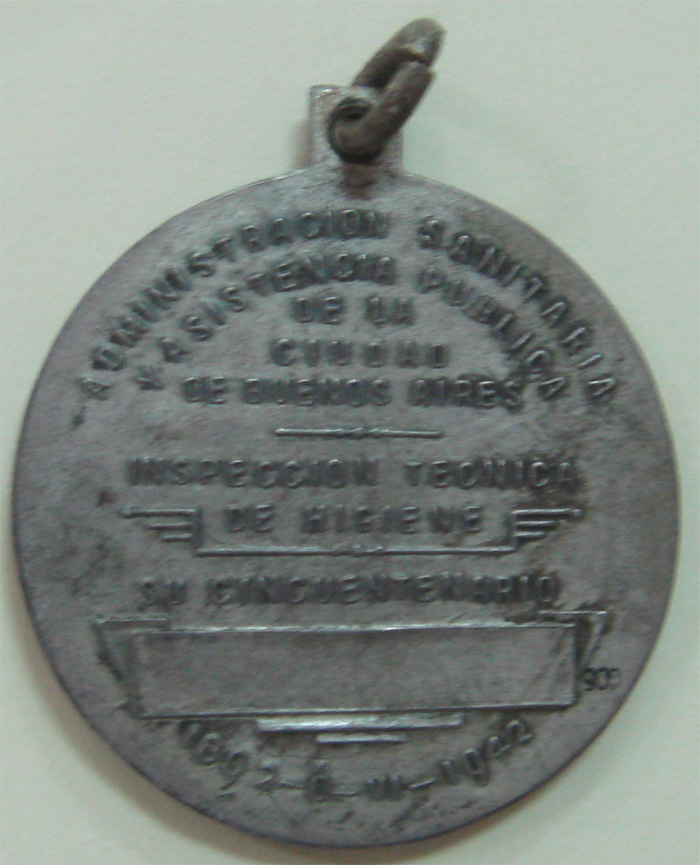 ADMINISTRACION SANITARIA
Y ASISTENCIA PUBLICA
DE LA
CIUDAD
DE BUENOS AIRES
INSPECCION TECNICA
DE HIGIENE
SU CINCUENTENARIO
900
1892-6-III-1942